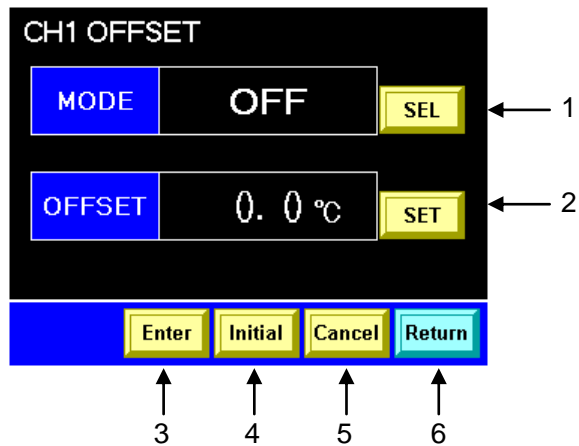 CH1 OFFSET
MODE OFF SEL 1
OFFSET 0. 0 ℃ SET 2
Enter Initial Cancel Return
3 4 5 6